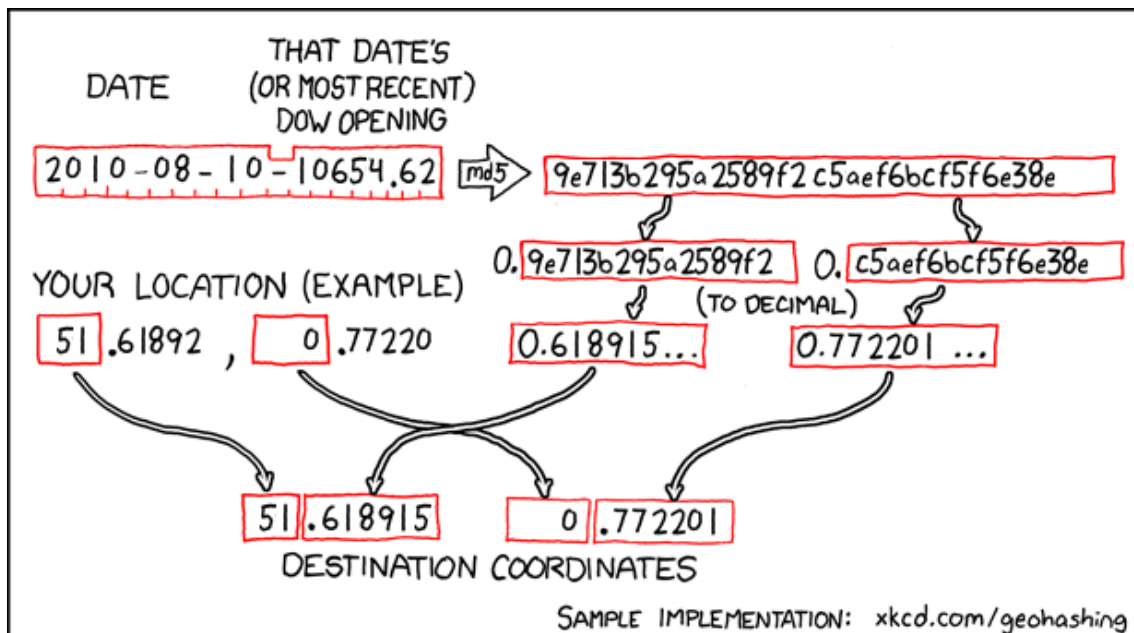 DATE
THAT DATE'S
(OR MOST RECENT)
DOW OPENING
2010-08-10-10654.62
md5
9e713b295a2589f2c5aef6bcf5f6e38e
0.9e713b295a2589f2
0.c5aef6bcf5f6e38e
YOUR LOCATION (EXAMPLE)
(TO DECIMAL)
51.61892, 0.77220
0.618915...
0.772201...
51.618915
0.772201
DESTINATION COORDINATES
SAMPLE IMPLEMENTATION: xkcd.com/geohashing